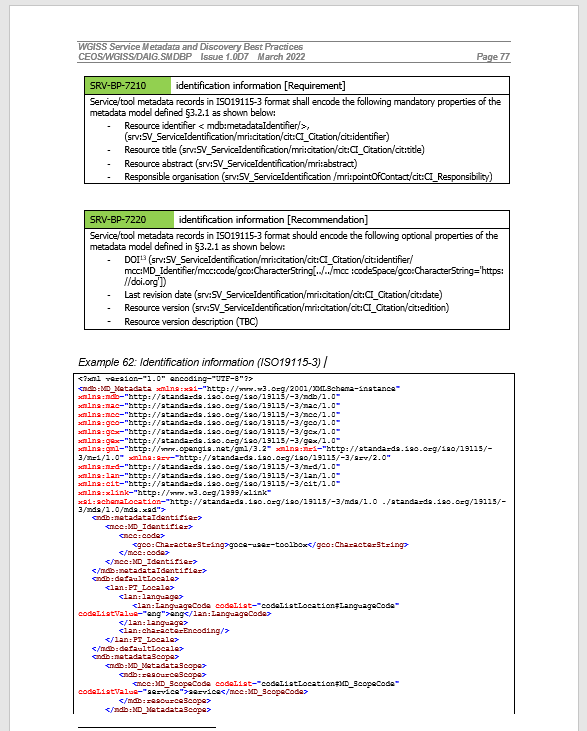 WGISS Service Metadata and Discovery Best Practices
CEOS/WGISS/DAIG.SMDBP Issue 1.0D7 March 2022 Page 77
SRV-BP-7210 identification information [Requirement]
Service/tool metadata records in ISO19115-3 format shall encode the following mandatory properties of the
metadata model defined §3.2.1 as shown below:
- Resource identifier < mdb:metadataIdentifier/>,
(srv:SV_ServiceIdentification/mri:citation/cit:CI_Citation/cit:identifier)
- Resource title (srv:SV_ServiceIdentification/mri:citation/cit:CI_Citation/cit:title)
- Resource abstract (srv:SV_ServiceIdentification/mri:abstract)
- Responsible organisation (srv:SV_ServiceIdentification /mri:pointOfContact/cit:CI_Responsibility)
SRV-BP-7220 identification information [Recommendation]
Service/tool metadata records in ISO19115-3 format should encode the following optional properties of the
metadata model defined in §3.2.1 as shown below:
- DOI¹³ (srv:SV_ServiceIdentification/mri:citation/cit:CI_Citation/cit:identifier/
mcc:MD_Identifier/mcc:code/gco:CharacterString[../../mcc :codeSpace/gco:CharacterString='https:
//doi.org'])
- Last revision date (srv:SV_ServiceIdentification/mri:citation/cit:CI_Citation/cit:date)
- Resource version (srv:SV_ServiceIdentification/mri:citation/cit:CI_Citation/cit:edition)
- Resource version description (TBC)
Example 62: Identification information (ISO19115-3)
<?xml version="1.0" encoding="UTF-8"?>
<mdb:MD_Metadata xmlns:xsi="http://www.w3.org/2001/XMLSchema-instance"
xmlns:mdb="http://standards.iso.org/iso/19115/-3/mdb/1.0"
xmlns:mac="http://standards.iso.org/iso/19115/-3/mac/1.0"
xmlns:mcc="http://standards.iso.org/iso/19115/-3/mcc/1.0"
xmlns:gco="http://standards.iso.org/iso/19115/-3/gco/1.0"
xmlns:gcx="http://standards.iso.org/iso/19115/-3/gcx/1.0"
xmlns:gex="http://standards.iso.org/iso/19115/-3/gex/1.0"
xmlns:gml="http://www.opengis.net/gml/3.2" xmlns:mri="http://standards.iso.org/iso/19115/-
3/mri/1.0" xmlns:srv="http://standards.iso.org/iso/19115/-3/srv/2.0"
xmlns:mrd="http://standards.iso.org/iso/19115/-3/mrd/1.0"
xmlns:lan="http://standards.iso.org/iso/19115/-3/lan/1.0"
xmlns:cit="http://standards.iso.org/iso/19115/-3/cit/1.0"
xmlns:xlink="http://www.w3.org/1999/xlink"
xsi:schemaLocation="http://standards.iso.org/iso/19115/-3/mds/1.0 ./standards.iso.org/19115/-
3/mds/1.0/mds.xsd">
<mdb:metadataIdentifier>
<mcc:MD_Identifier>
<mcc:code>
<gco:CharacterString>goce-user-toolbox</gco:CharacterString>
</mcc:code>
</mcc:MD_Identifier>
</mdb:metadataIdentifier>
<mdb:defaultLocale>
<lan:PT_Locale>
<lan:language>
<lan:LanguageCode codeList="codeListLocation#LanguageCode"
codeListValue="eng">eng</lan:LanguageCode>
</lan:language>
<lan:characterEncoding/>
</lan:PT_Locale>
</mdb:defaultLocale>
<mdb:metadataScope>
<mdb:MD_MetadataScope>
<mdb:resourceScope>
<mcc:MD_ScopeCode codeList="codeListLocation#MD_ScopeCode"
codeListValue="service">service</mcc:MD_ScopeCode>
</mdb:resourceScope>
</mdb:MD_MetadataScope>